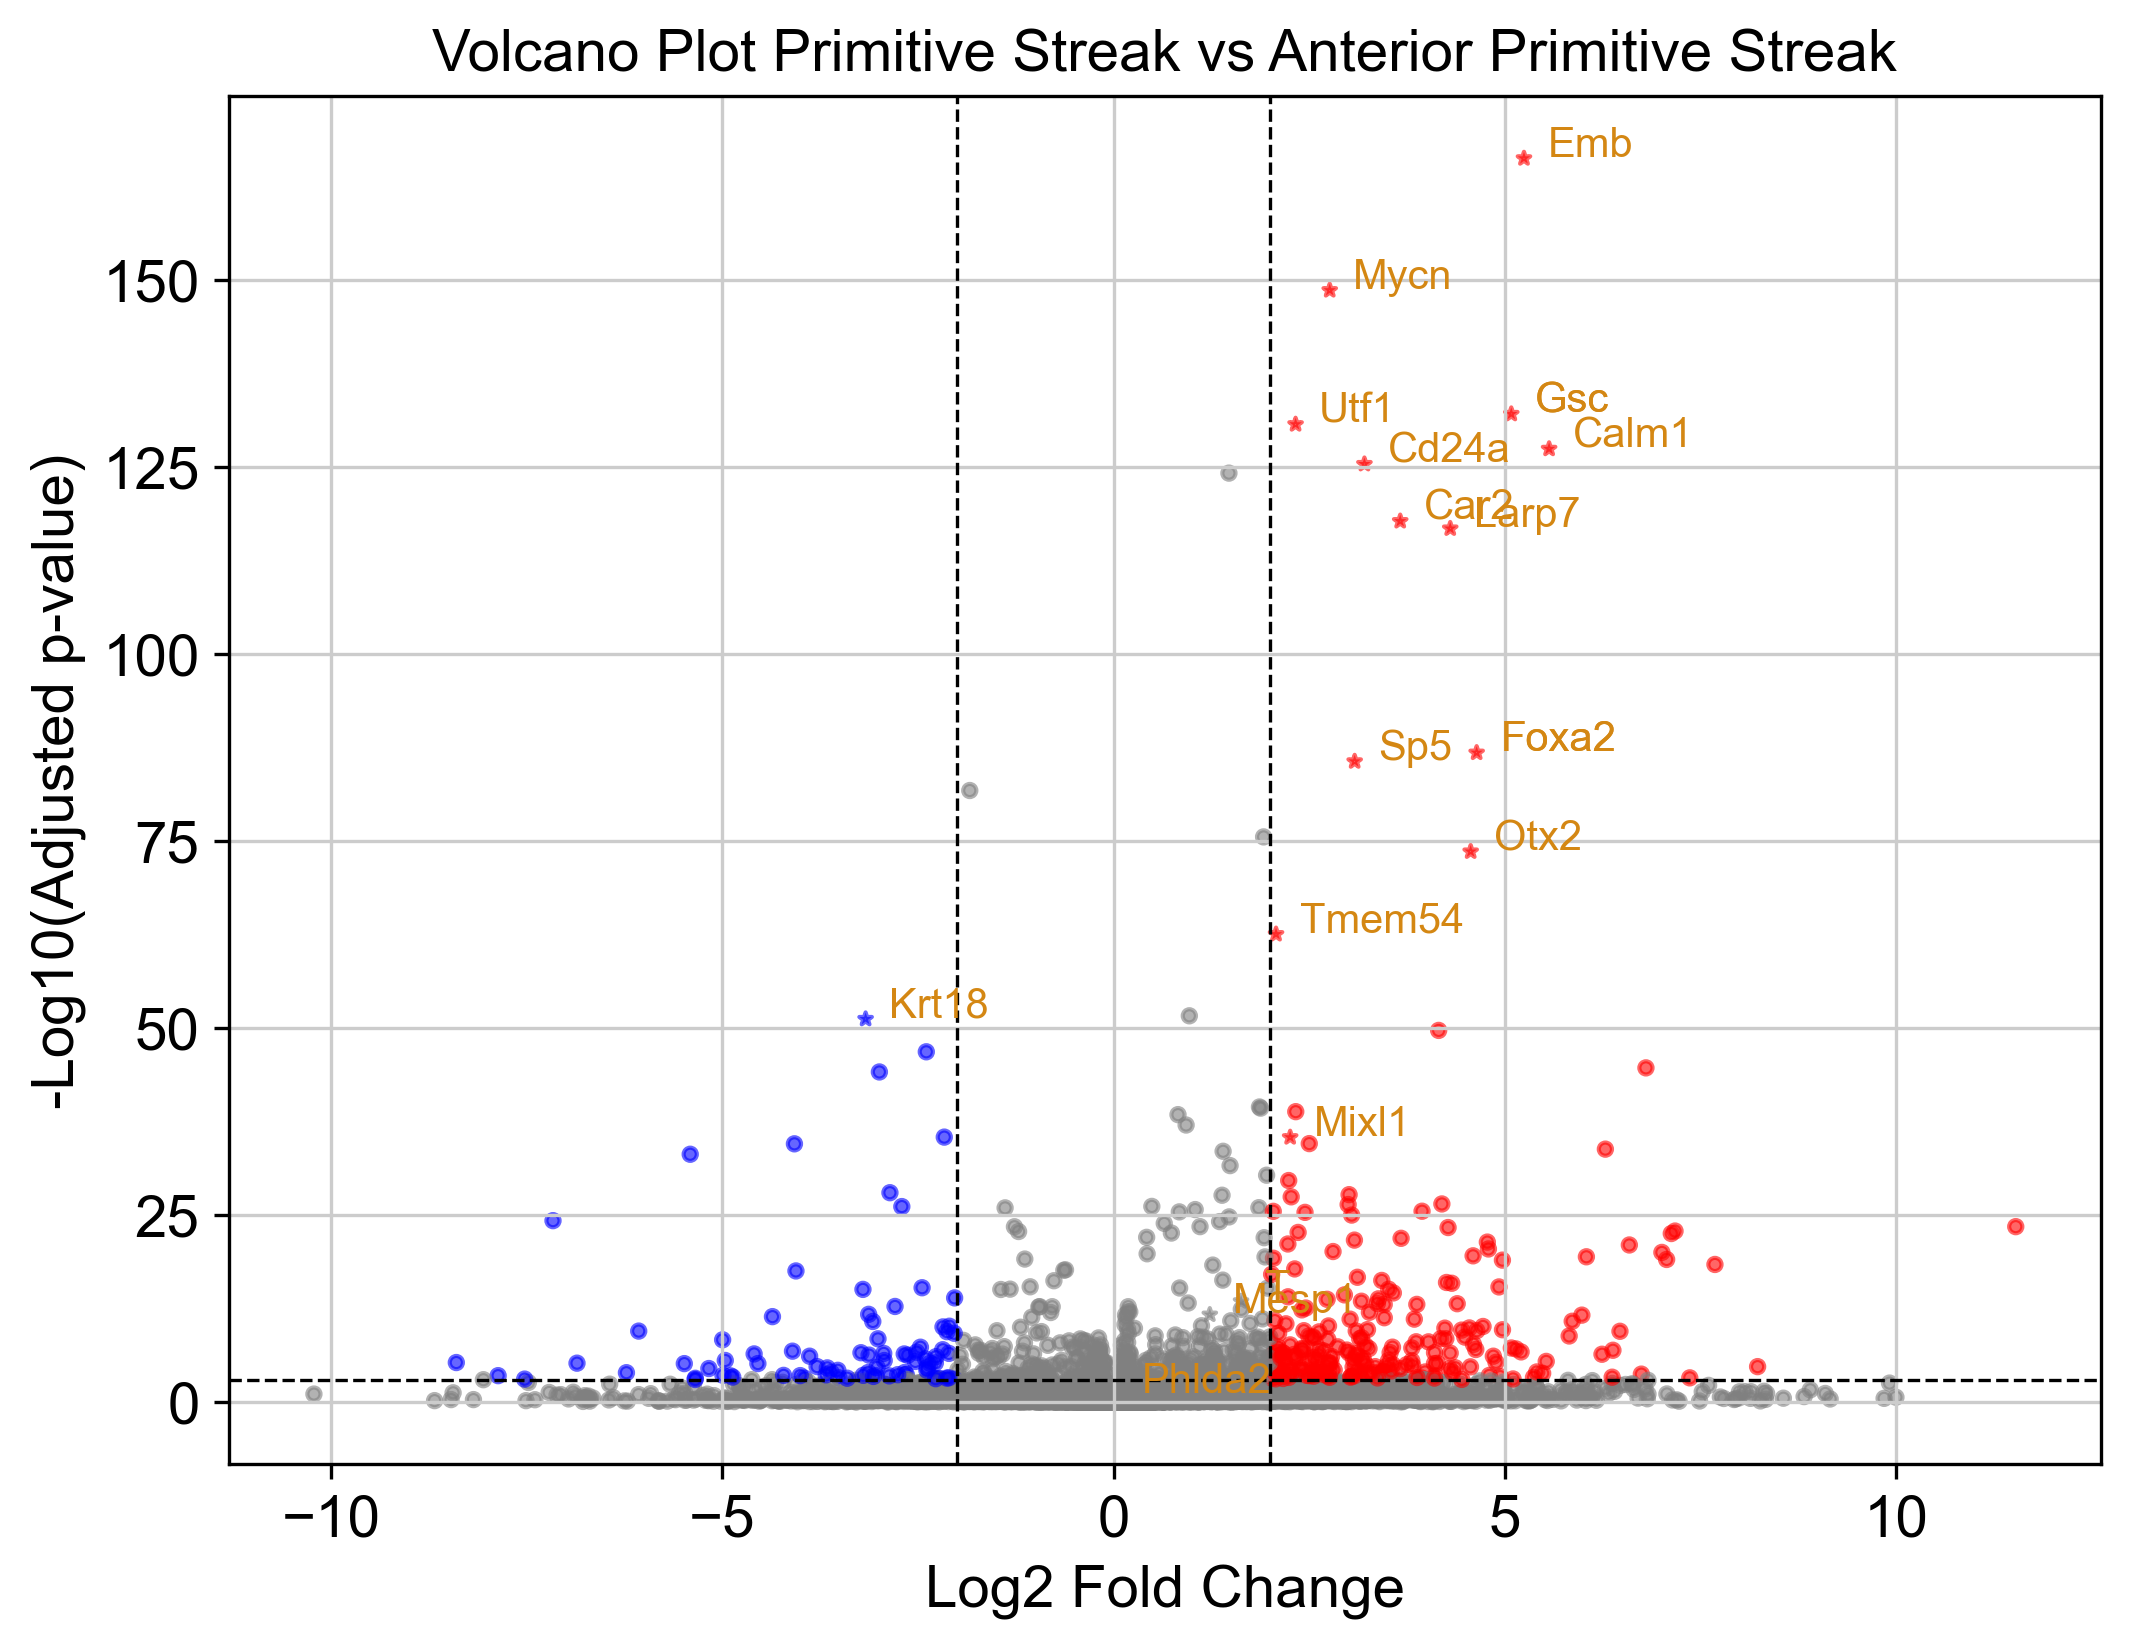 Volcano Plot Primitive Streak vs Anterior Primitive Streak
-Log10(Adjusted p-value)
150
125
100
75
50
25
0
Emb
Mycn
Gsc
Utf1
Calm1
Cd24a
Car2
Larp7
Foxa2
Sp5
Otx2
Tmem54
Krt18
Mixl1
T
Mesp1
Phlda2
−10
−5
0
5
10
Log2 Fold Change